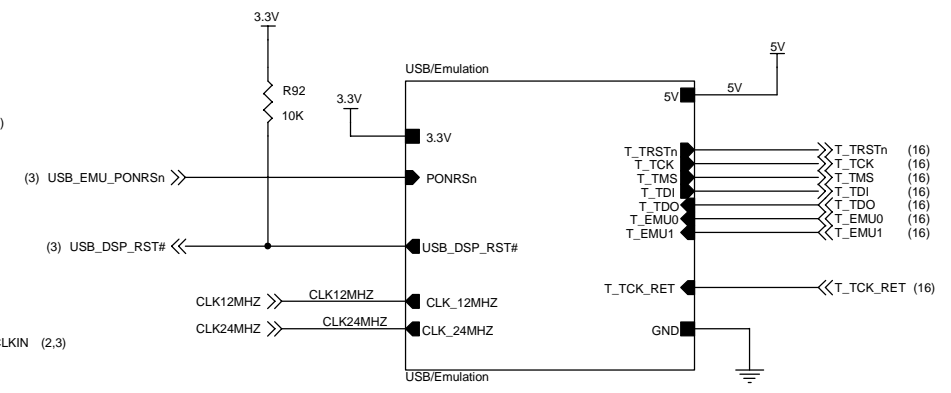 3.3V
5V
USB/Emulation
R92
10K
3.3V
5V
5V
)
3.3V
T_TRSTn
T_TRSTn (16)
T_TCK
T_TCK (16)
(3) USB_EMU_PONRSn
PONRSn
T_TMS
T_TMS (16)
T_TDI
T_TDI (16)
T_TDO
T_TDO (16)
T_EMU0
T_EMU0 (16)
T_EMU1
T_EMU1 (16)
(3) USB_DSP_RST#
USB_DSP_RST#
T_TCK_RET
T_TCK_RET (16)
CLK12MHZ
CLK12MHZ
CLK_12MHZ
CLK24MHZ
CLK24MHZ
CLK_24MHZ
GND
LKIN (2,3)
USB/Emulation